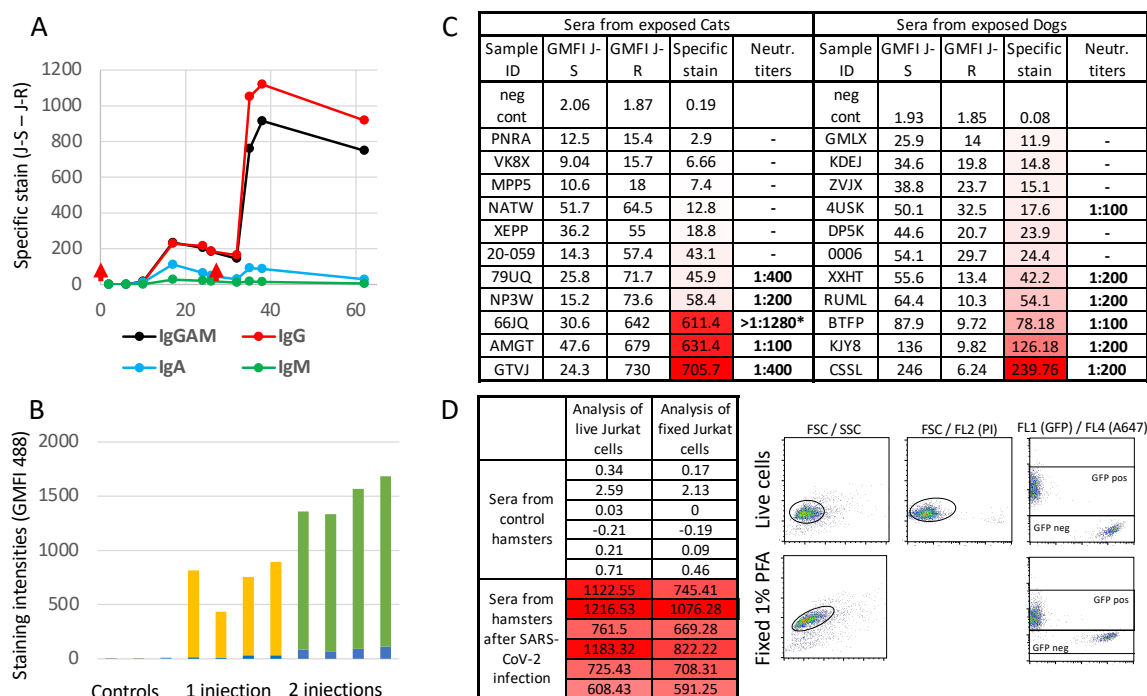 A
Specific stain (J-S – J-R)
1200
1000
800
600
400
200
0
0 20 40 60
IgGAM IgG
IgA IgM
B
Staining intensities (GMFI 488)
2000
1500
1000
500
0
Controls 1 injection 2 injections
C
Sera from exposed Cats Sera from exposed Dogs
Sample GMFI J- GMFI J- Specific Neutr. Sample GMFI J- GMFI J- Specific Neutr.
ID S R stain titers ID S R stain titers
neg neg
cont 2.06 1.87 0.19 cont 1.93 1.85 0.08
PNRA 12.5 15.4 2.9 - GMLX 25.9 14 11.9 -
VK8X 9.04 15.7 6.66 - KDEJ 34.6 19.8 14.8 -
MPP5 10.6 18 7.4 - ZVJX 38.8 23.7 15.1 -
NATW 51.7 64.5 12.8 - 4USK 50.1 32.5 17.6 1:100
XEPP 36.2 55 18.8 - DP5K 44.6 20.7 23.9 -
20-059 14.3 57.4 43.1 - 0006 54.1 29.7 24.4 -
79UQ 25.8 71.7 45.9 1:400 XXHT 55.6 13.4 42.2 1:200
NP3W 15.2 73.6 58.4 1:200 RUML 64.4 10.3 54.1 1:200
66JQ 30.6 642 611.4 >1:1280* BTFP 87.9 9.72 78.18 1:100
AMGT 47.6 679 631.4 1:100 KJY8 136 9.82 126.18 1:200
GTVJ 24.3 730 705.7 1:400 CSSL 246 6.24 239.76 1:200
D
Analysis of Analysis of
live Jurkat fixed Jurkat
cells cells
Sera from
control
hamsters
0.34 0.17
2.59 2.13
0.03 0
-0.21 -0.19
0.21 0.09
0.71 0.46
Sera from
hamsters
after SARS-
CoV-2
infection
1122.55 745.41
1216.53 1076.28
761.5 669.28
1183.32 822.22
725.43 708.31
608.43 591.25
FSC / SSC FSC / FL2 (PI) FL1 (GFP) / FL4 (A647)
Live cells
GFP pos
GFP neg
Fixed 1% PFA
GFP pos
GFP neg